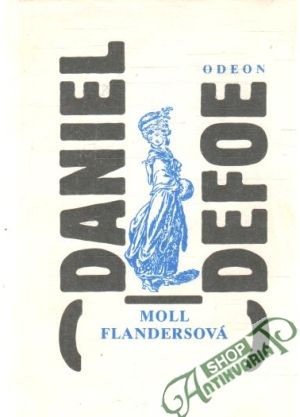 DANIEL
ODEON
DEFOE
MOLL
FLANDERSOVÁ
SHOP
ANTIKVARIAT